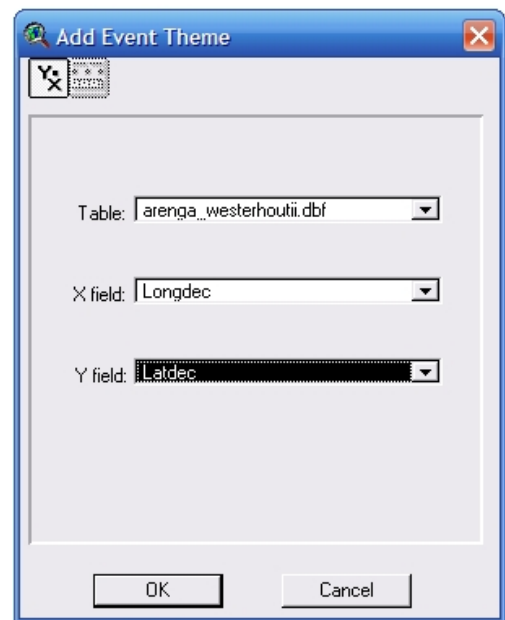 Add Event Theme
Y X
Table: arenga_westerhoutii.dbf
X field: Longdec
Y field: Latdec
OK Cancel